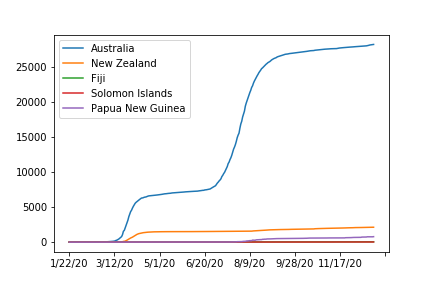 Australia
New Zealand
Fiji
Solomon Islands
Papua New Guinea
25000
20000
15000
10000
5000
0
1/22/20 3/12/20 5/1/20 6/20/20 8/9/20 9/28/20 11/17/20